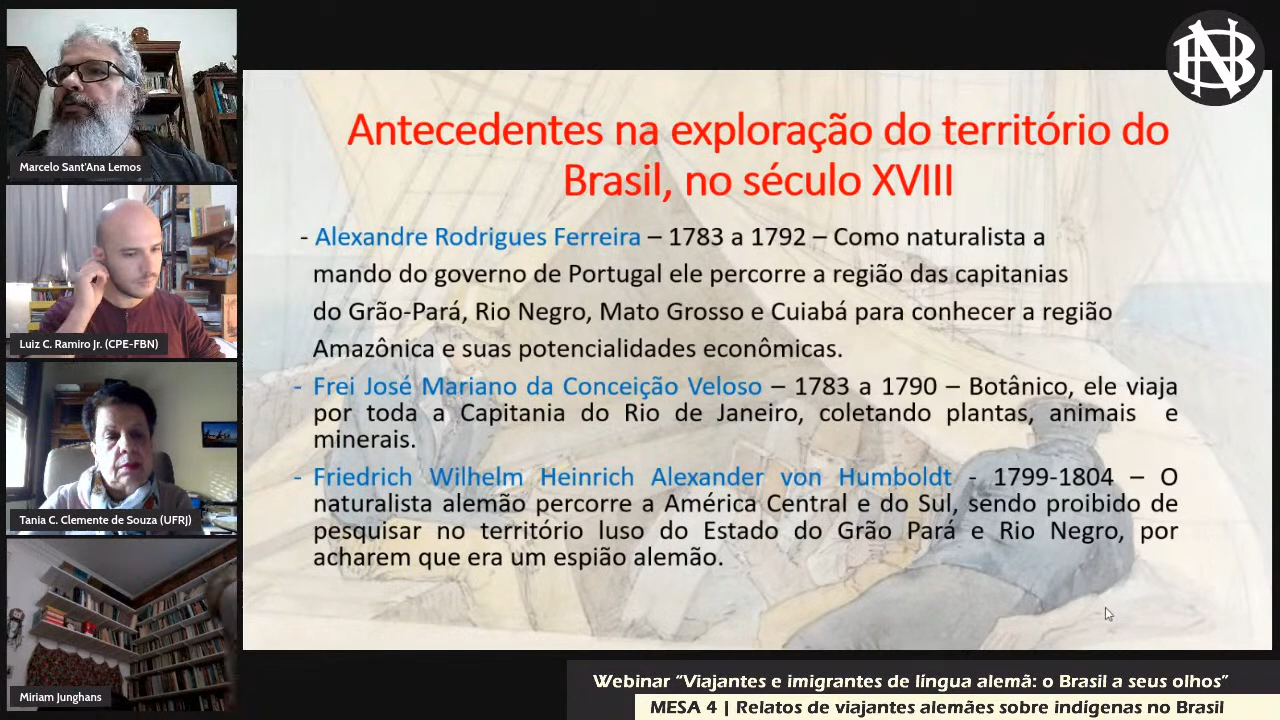 Marcelo Sant'Ana Lemos
Luiz C. Ramiro Jr. (CPE-FBN)
Tania C. Clemente de Souza (UFRJ)
Miriam Junghans
BN
Antecedentes na exploração do território do
Brasil, no século XVIII
- Alexandre Rodrigues Ferreira – 1783 a 1792 – Como naturalista a
mando do governo de Portugal ele percorre a região das capitanias
do Grão-Pará, Rio Negro, Mato Grosso e Cuiabá para conhecer a região
Amazônica e suas potencialidades econômicas.
- Frei José Mariano da Conceição Veloso – 1783 a 1790 – Botânico, ele viaja
por toda a Capitania do Rio de Janeiro, coletando plantas, animais e
minerais.
- Friedrich Wilhelm Heinrich Alexander von Humboldt - 1799-1804 – O
naturalista alemão percorre a América Central e do Sul, sendo proibido de
pesquisar no território luso do Estado do Grão Pará e Rio Negro, por
acharem que era um espião alemão.
Webinar “Viajantes e imigrantes de língua alemã: o Brasil a seus olhos”
MESA 4 | Relatos de viajantes alemães sobre indígenas no Brasil